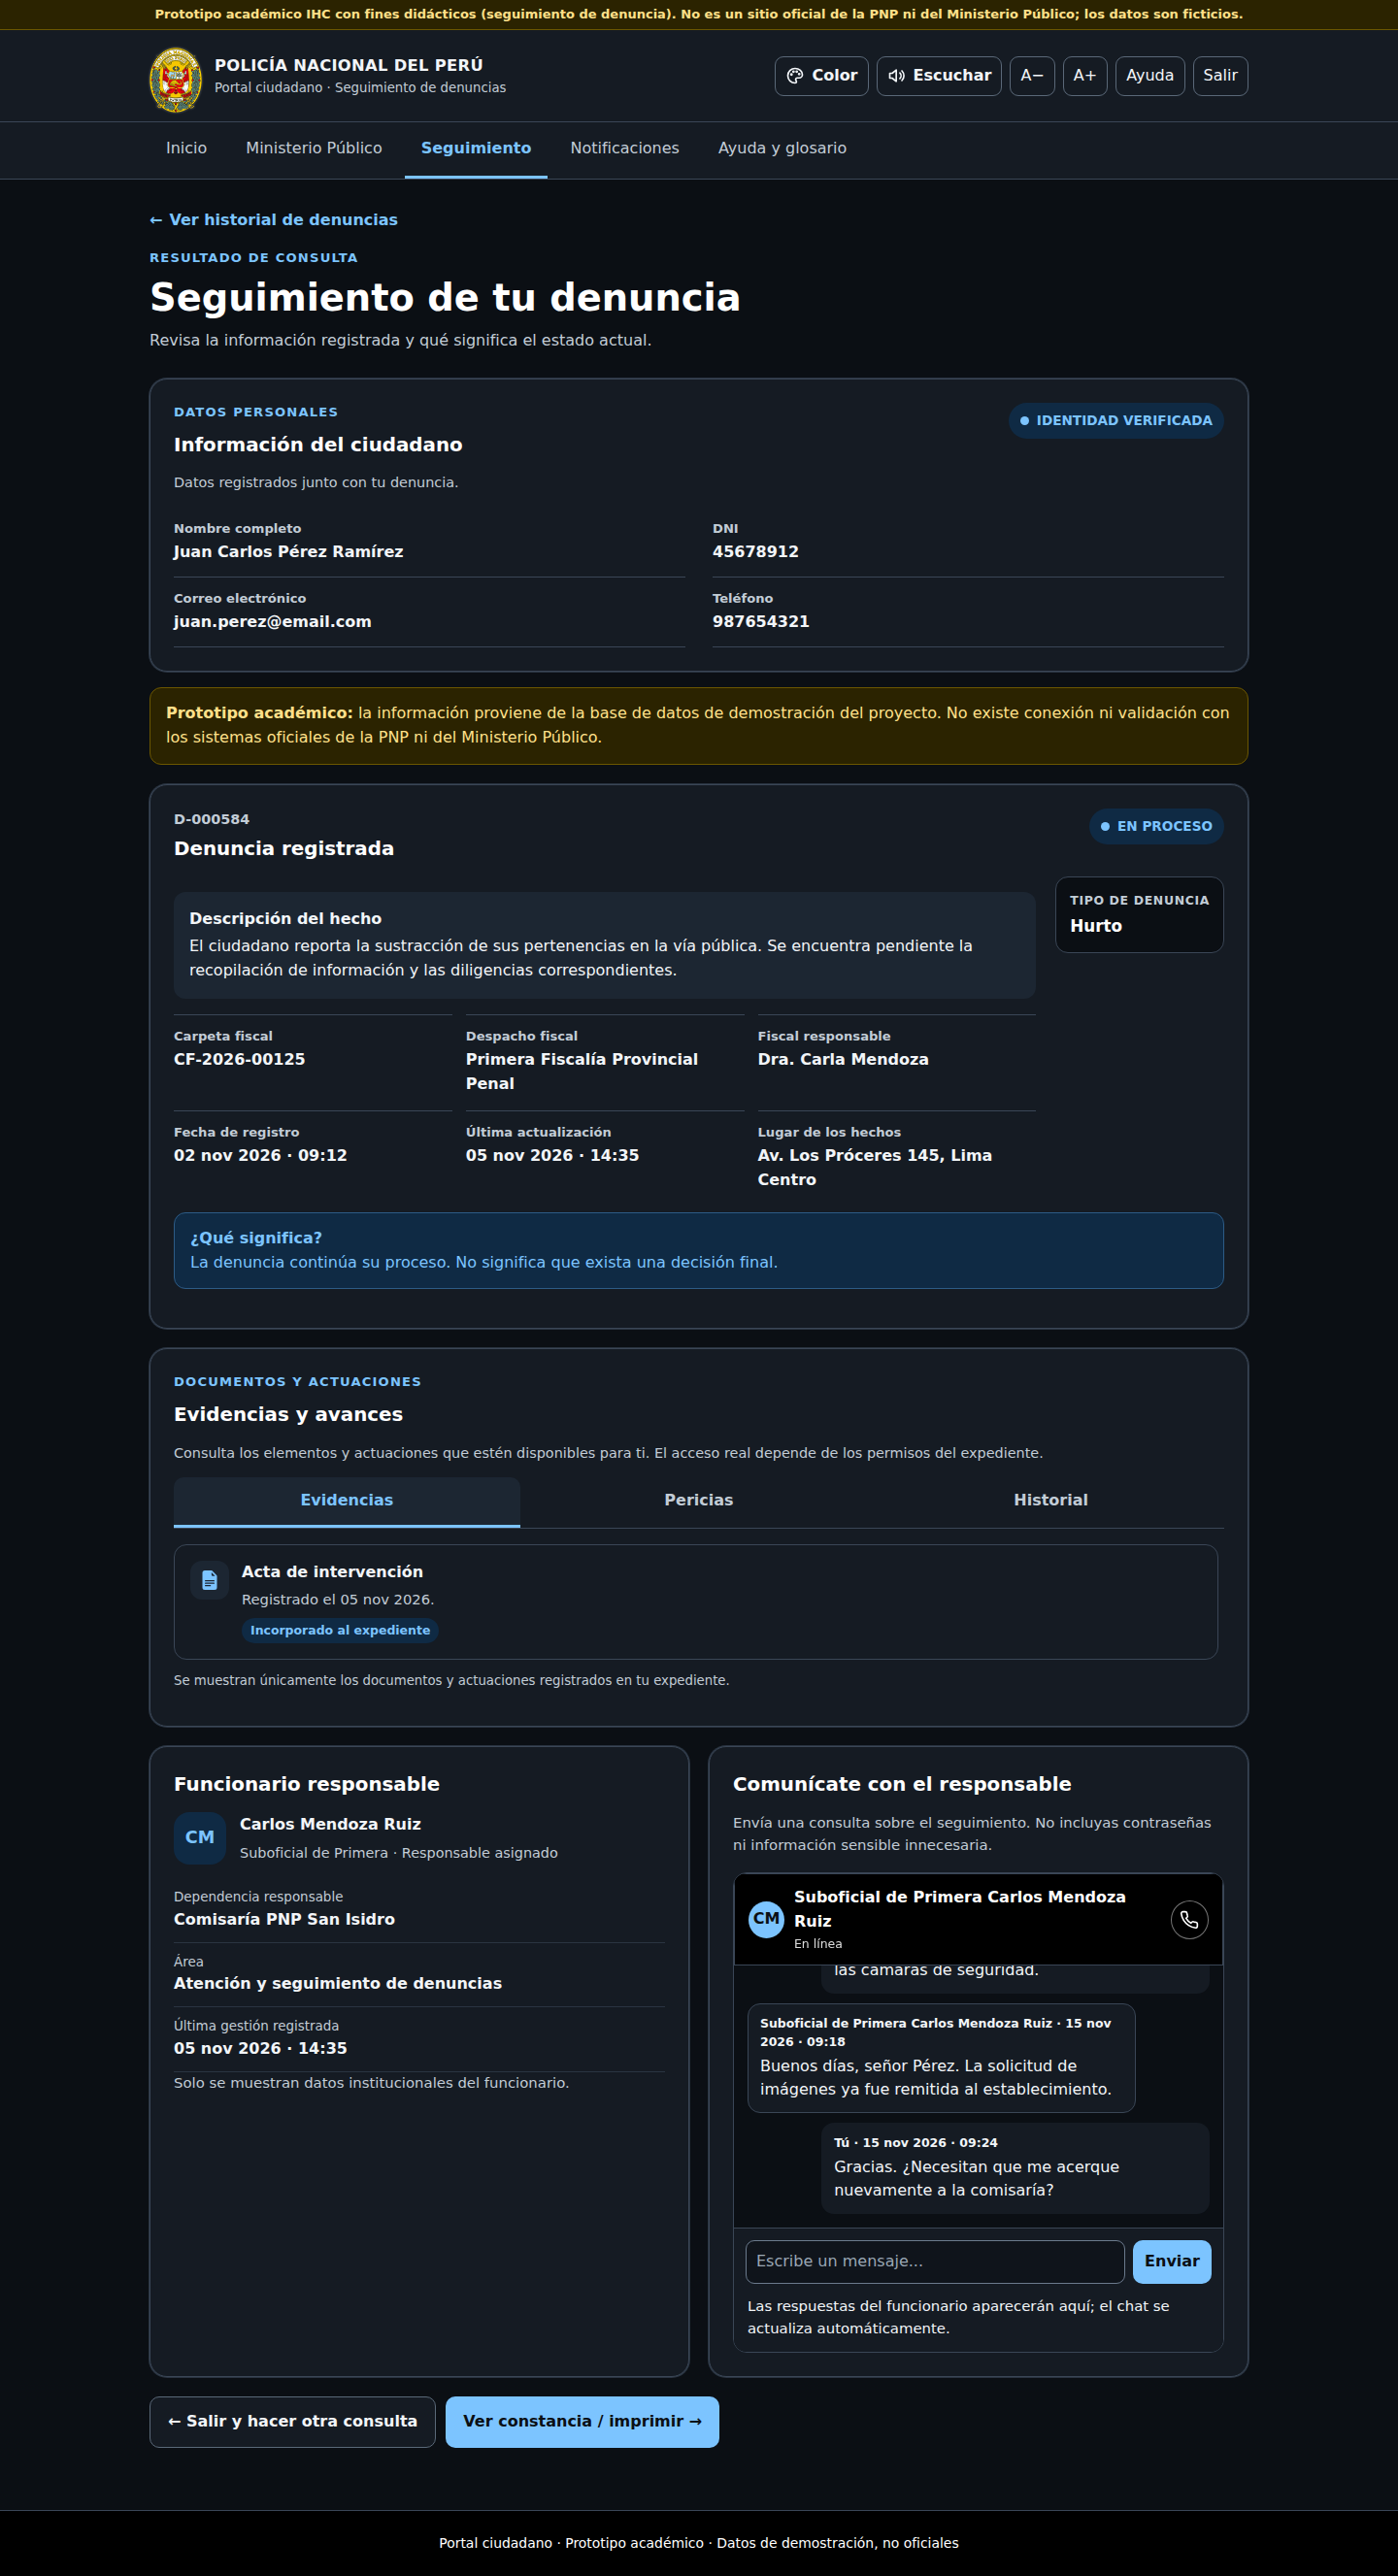 Prototipo académico IHC con fines didácticos (seguimiento de denuncia). No es un sitio oficial de la PNP ni del Ministerio Público; los datos son ficticios.
POLICÍA NACIONAL DEL PERÚ
Portal ciudadano · Seguimiento de denuncias
Color
Escuchar
A−
A+
Ayuda
Salir
Inicio
Ministerio Público
Seguimiento
Notificaciones
Ayuda y glosario
← Ver historial de denuncias
RESULTADO DE CONSULTA
Seguimiento de tu denuncia
Revisa la información registrada y qué significa el estado actual.
DATOS PERSONALES
IDENTIDAD VERIFICADA
Información del ciudadano
Datos registrados junto con tu denuncia.
Nombre completo
Juan Carlos Pérez Ramírez
DNI
45678912
Correo electrónico
juan.perez@email.com
Teléfono
987654321
Prototipo académico: la información proviene de la base de datos de demostración del proyecto. No existe conexión ni validación con
los sistemas oficiales de la PNP ni del Ministerio Público.
D-000584
EN PROCESO
Denuncia registrada
Descripción del hecho
El ciudadano reporta la sustracción de sus pertenencias en la vía pública. Se encuentra pendiente la
recopilación de información y las diligencias correspondientes.
TIPO DE DENUNCIA
Hurto
Carpeta fiscal
CF-2026-00125
Despacho fiscal
Primera Fiscalía Provincial
Penal
Fiscal responsable
Dra. Carla Mendoza
Fecha de registro
02 nov 2026 · 09:12
Última actualización
05 nov 2026 · 14:35
Lugar de los hechos
Av. Los Próceres 145, Lima
Centro
¿Qué significa?
La denuncia continúa su proceso. No significa que exista una decisión final.
DOCUMENTOS Y ACTUACIONES
Evidencias y avances
Consulta los elementos y actuaciones que estén disponibles para ti. El acceso real depende de los permisos del expediente.
Evidencias
Pericias
Historial
Acta de intervención
Registrado el 05 nov 2026.
Incorporado al expediente
Se muestran únicamente los documentos y actuaciones registrados en tu expediente.
Funcionario responsable
CM
Carlos Mendoza Ruiz
Suboficial de Primera · Responsable asignado
Dependencia responsable
Comisaría PNP San Isidro
Área
Atención y seguimiento de denuncias
Última gestión registrada
05 nov 2026 · 14:35
Solo se muestran datos institucionales del funcionario.
Comunícate con el responsable
Envía una consulta sobre el seguimiento. No incluyas contraseñas
ni información sensible innecesaria.
CM
Suboficial de Primera Carlos Mendoza
Ruiz
En línea
las cámaras de seguridad.
Suboficial de Primera Carlos Mendoza Ruiz · 15 nov
2026 · 09:18
Buenos días, señor Pérez. La solicitud de
imágenes ya fue remitida al establecimiento.
Tú · 15 nov 2026 · 09:24
Gracias. ¿Necesitan que me acerque
nuevamente a la comisaría?
Escribe un mensaje...
Enviar
Las respuestas del funcionario aparecerán aquí; el chat se
actualiza automáticamente.
← Salir y hacer otra consulta
Ver constancia / imprimir →
Portal ciudadano · Prototipo académico · Datos de demostración, no oficiales